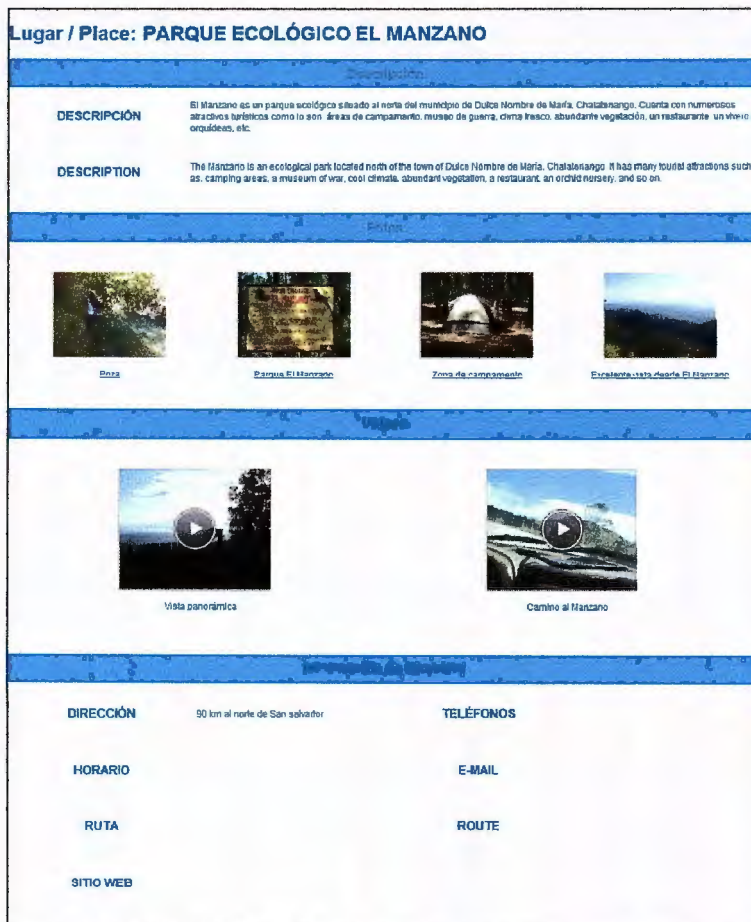 Lugar / Place: PARQUE ECOLÓGICO EL MANZANO
Descripción
DESCRIPCIÓN
El Manzano es un parque ecológico situado al norte del municipio de Dulce Nombre de María, Chalatenango. Cuenta con numerosos
atractivos turísticos como lo son: áreas de campamento, museo de guerra, clima fresco, abundante vegetación, un restaurante, un vivero
orquídeas, etc.
DESCRIPTION
The Manzano is an ecological park located north of the town of Dulce Nombre de María, Chalatenango. It has many tourist attractions such
as, camping areas, a museum of war, cool climate, abundant vegetation, a restaurant, an orchid nursery, and so on.
Fotos
Poza
Parque El Manzano
Zona de campamento
Excelente vista desde El Manzano
Vista panorámica
Camino al Manzano
DIRECCIÓN
90 km al norte de San salvador
TELÉFONOS
HORARIO
E-MAIL
RUTA
ROUTE
SITIO WEB